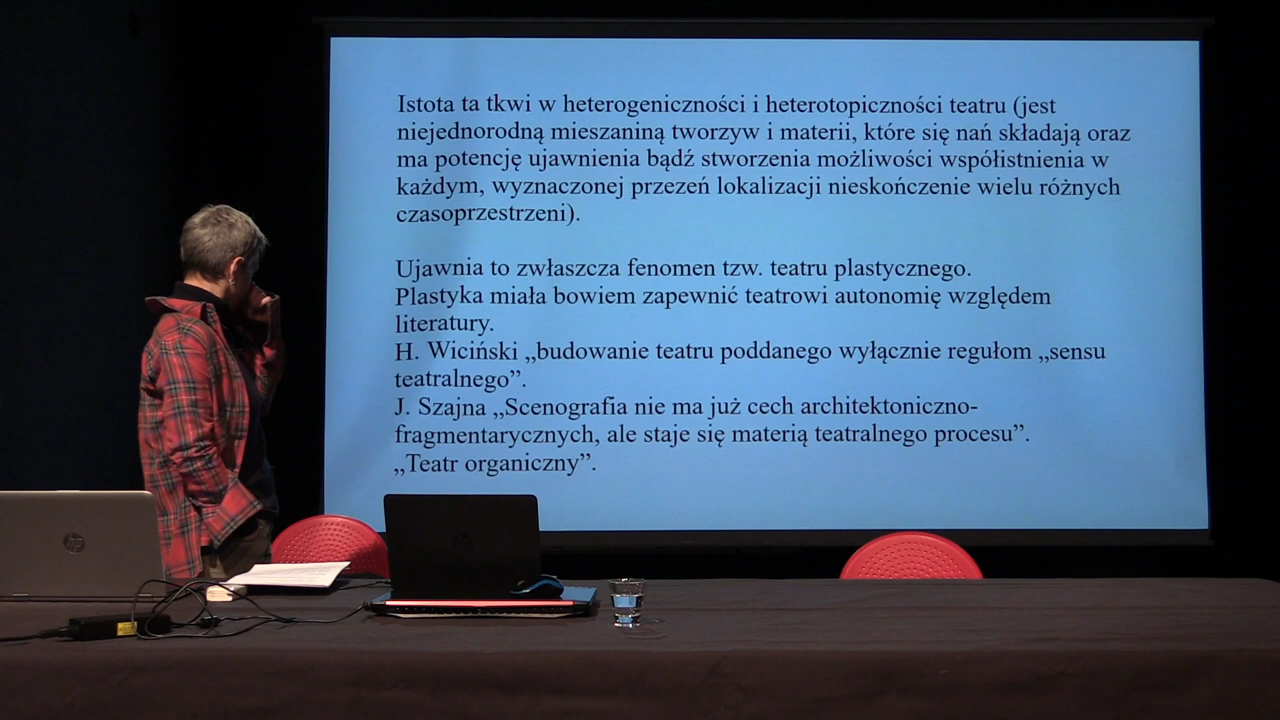 Istota ta tkwi w heterogeniczności i heterotopiczności teatru (jest
niejednorodną mieszaniną tworzyw i materii, które się nań składają oraz
ma potencję ujawnienia bądź stworzenia możliwości współistnienia w
każdym, wyznaczonej przezeń lokalizacji nieskończenie wielu różnych
czasoprzestrzeni).
Ujawnia to zwłaszcza fenomen tzw. teatru plastycznego.
Plastyka miała bowiem zapewnić teatrowi autonomię względem
literatury.
H. Wiciński „budowanie teatru poddanego wyłącznie regułom „sensu
teatralnego”.
J. Szajna „Scenografia nie ma już cech architektoniczno-
fragmentarycznych, ale staje się materią teatralnego procesu”.
„Teatr organiczny”.
hp